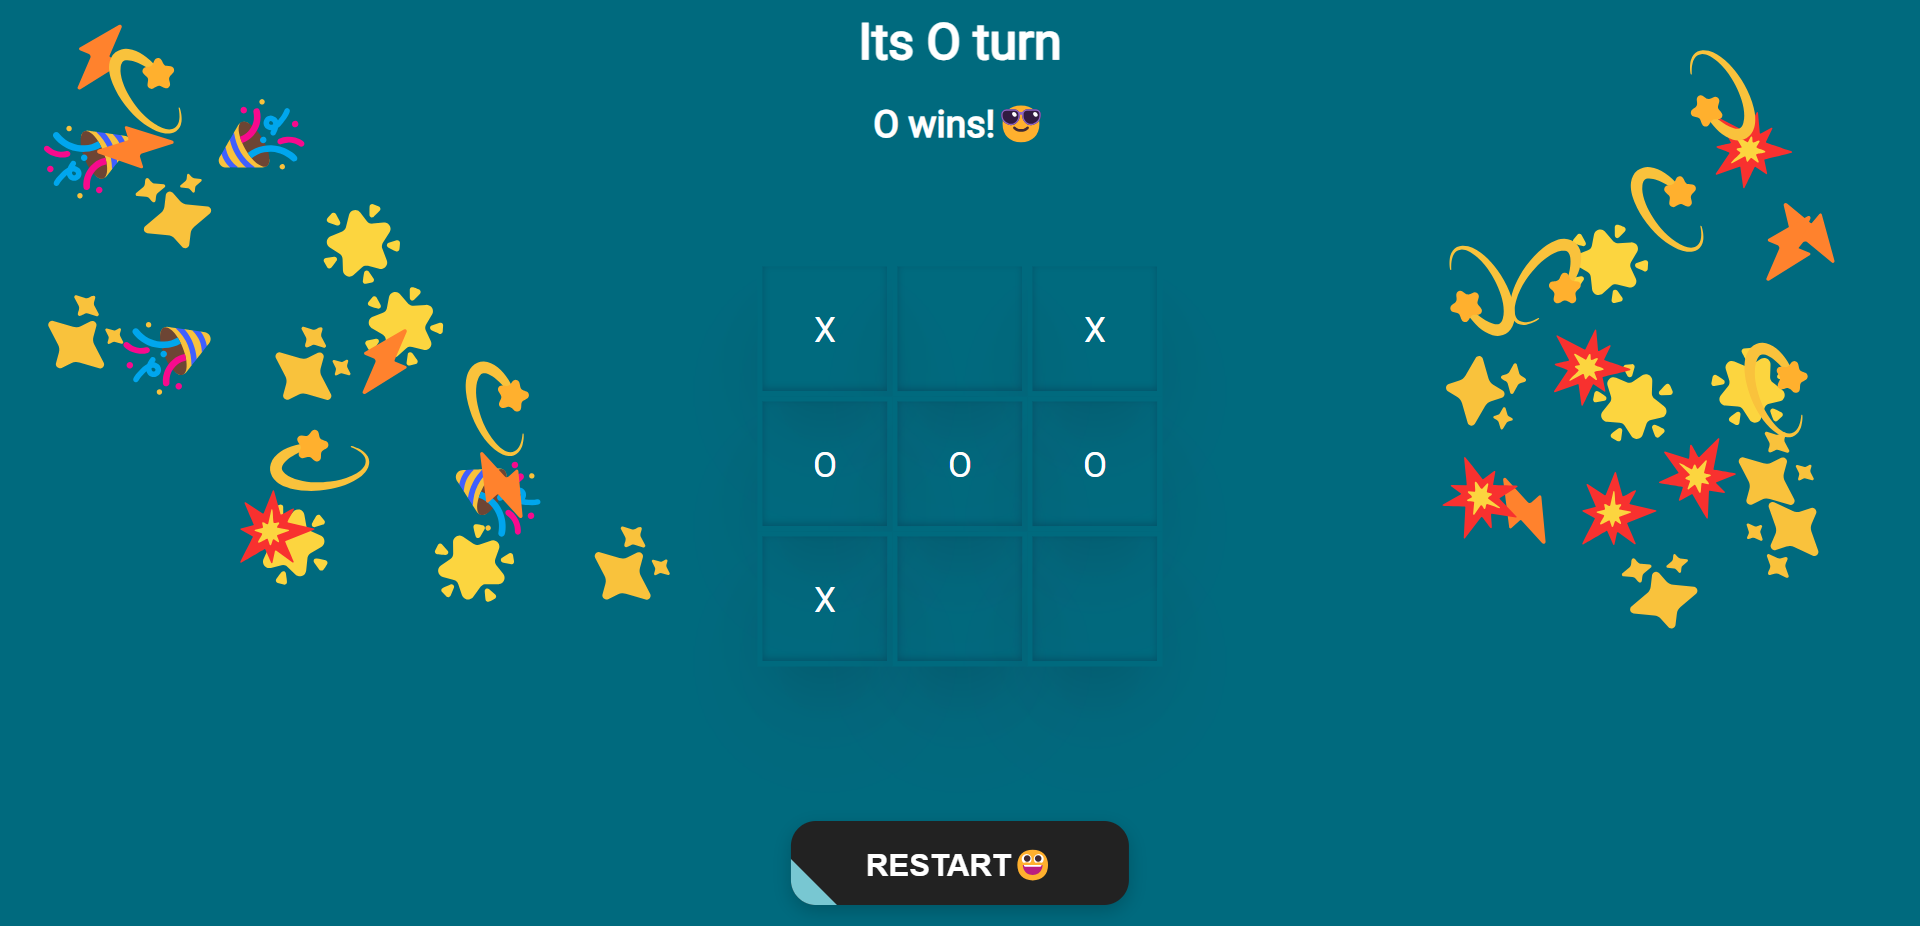 Its O turn
O wins!😎
X X
O O O
X
RESTART😀